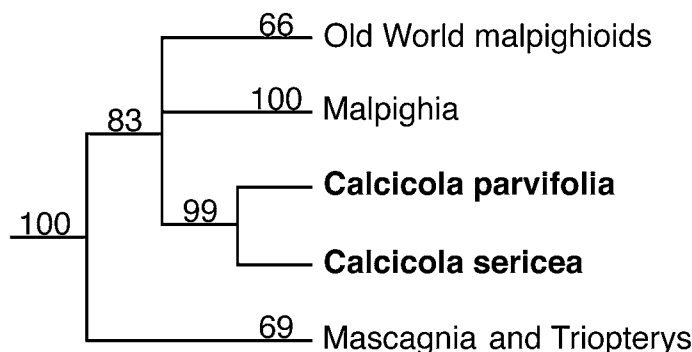 66 Old World malpighioids
100 Malpighia
83
Calcicola parvifolia
99
100
Calcicola sericea
69 Mascagnia and Triopterys